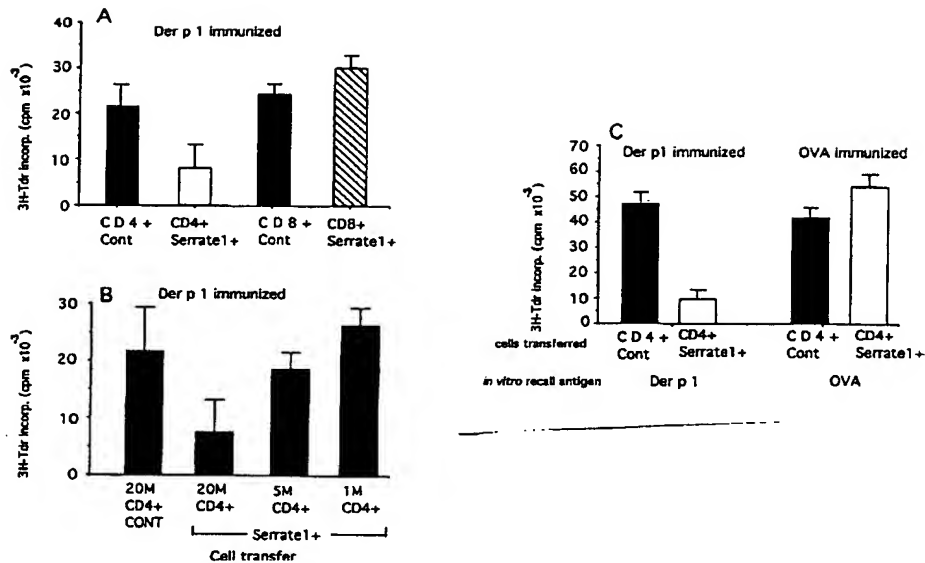 A
Der p 1 immunized
3H-Tdr incorp. (cpm x10⁻³)
40
30
20
10
0
CD4+ Cont
CD4+ Serrate1+
CD8+ Cont
CD8+ Serrate1+
B
Der p 1 immunized
3H-Tdr incorp. (cpm x10⁻³)
30
20
10
0
20M CD4+ CONT
20M CD4+
5M CD4+
1M CD4+
Serrate1+
Cell transfer
C
Der p1 immunized
OVA immunized
3H-Tdr incorp. (cpm x10⁻³)
70
60
50
40
30
20
10
0
cells transferred
CD4+ Cont
CD4+ Serrate1+
CD4+ Cont
CD4+ Serrate1+
in vitro recall antigen
Der p 1
OVA